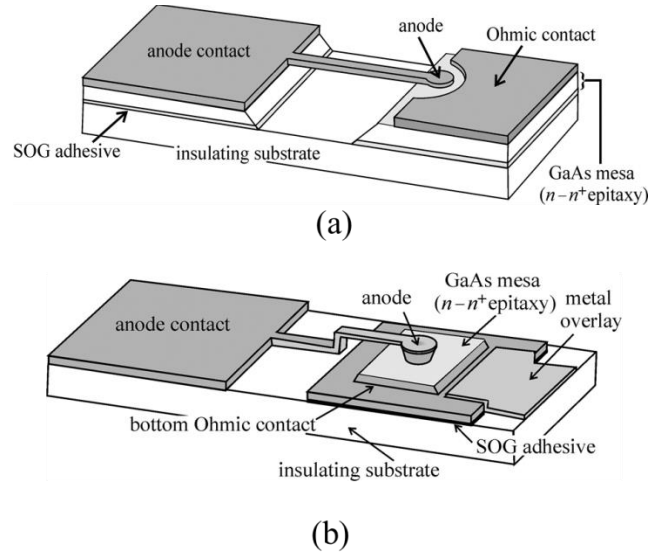 anode contact
anode
Ohmic contact
SOG adhesive
insulating substrate
GaAs mesa
(n–n⁺epitaxy)
(a)
GaAs mesa
(n–n⁺epitaxy)
anode
metal
overlay
anode contact
bottom Ohmic contact
SOG adhesive
insulating substrate
(b)